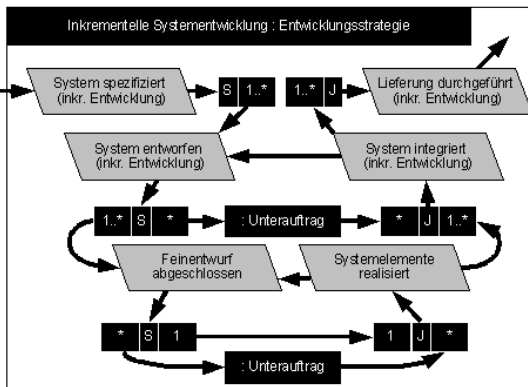 Inkrementelle Systementwicklung : Entwicklungsstrategie
System spezifiziert
(inkr. Entwicklung)
S 1..*
1..* J
Lieferung durchgeführt
(inkr. Entwicklung)
System entworfen
(inkr. Entwicklung)
System integriert
(inkr. Entwicklung)
1..* S *
: Unterauftrag
* J 1..*
Feinentwurf
abgeschlossen
Systemelemente
realisiert
* S 1
1 J *
: Unterauftrag